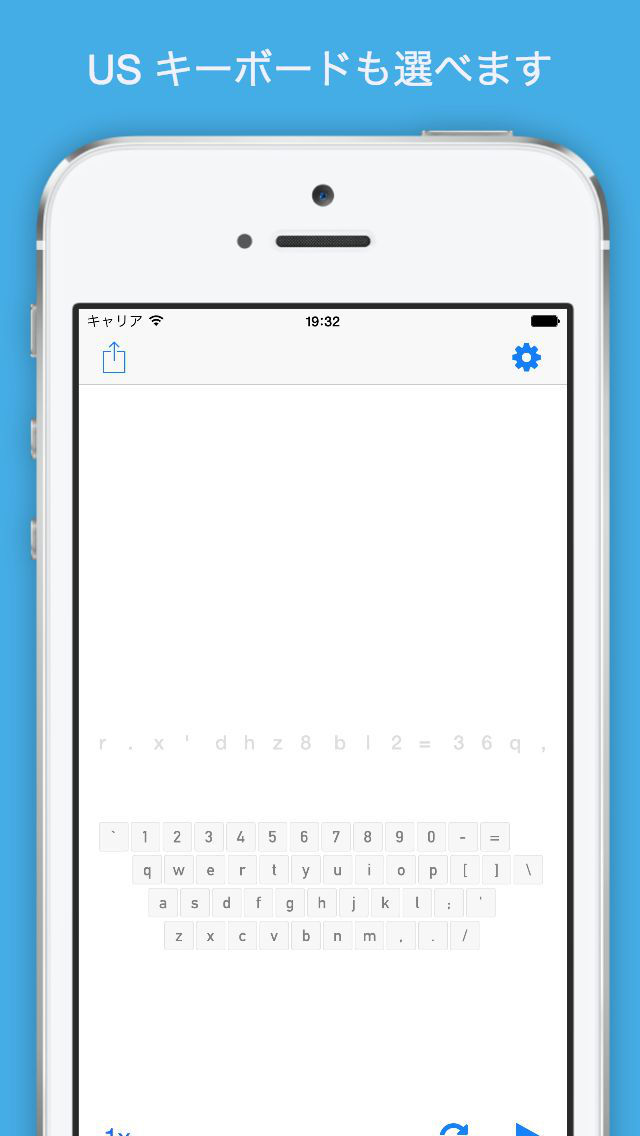 US キーボードも選べます
キャリア 19:32
r . x ' d h z 8 b l 2 = 3 6 q ,
` 1 2 3 4 5 6 7 8 9 0 - =
q w e r t y u i o p [ ] \
a s d f g h j k l ; '
z x c v b n m , . /
1x